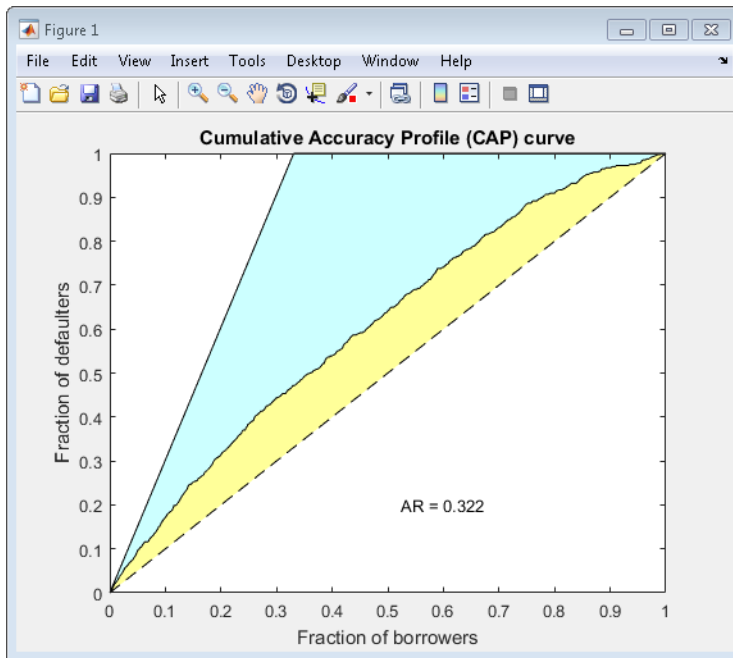 Figure 1
File Edit View Insert Tools Desktop Window Help
Cumulative Accuracy Profile (CAP) curve
1
0.9
0.8
0.7
0.6
0.5
0.4
0.3
0.2
0.1
0
Fraction of defaulters
AR = 0.322
0 0.1 0.2 0.3 0.4 0.5 0.6 0.7 0.8 0.9 1
Fraction of borrowers